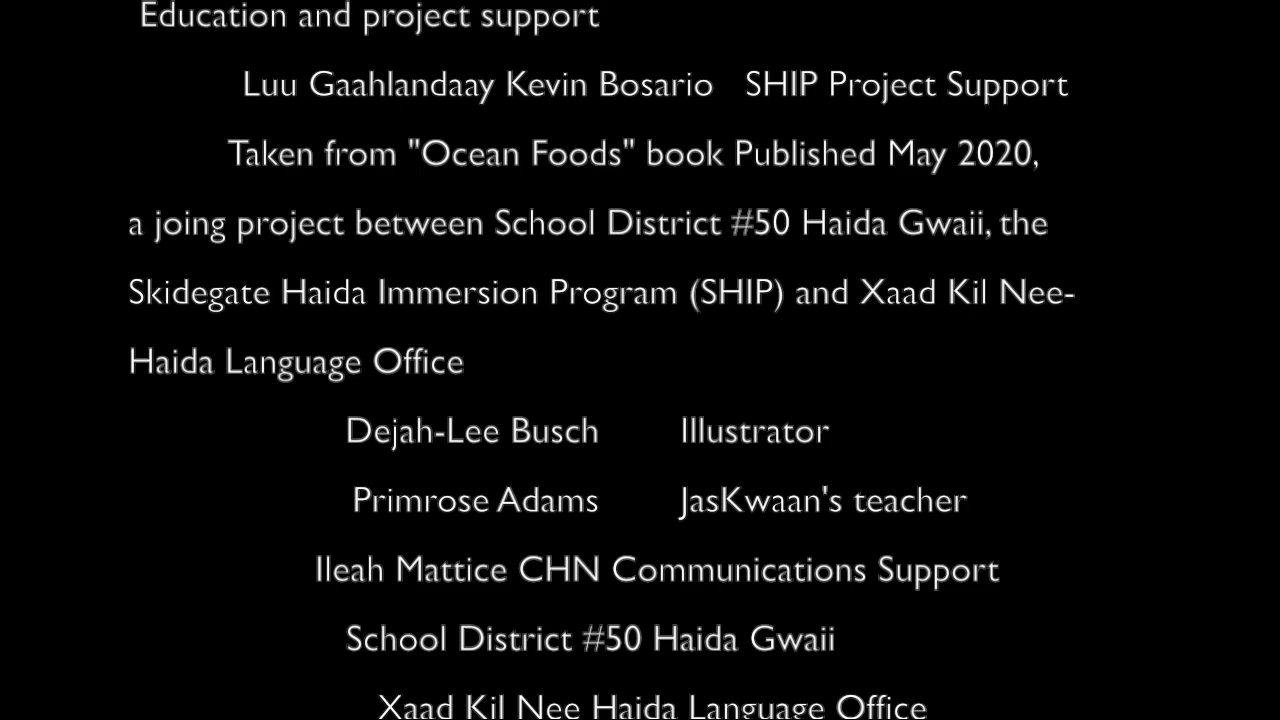 Education and project support
Luu Gaahlandaay Kevin Bosario SHIP Project Support
Taken from "Ocean Foods" book Published May 2020,
a joing project between School District #50 Haida Gwaii, the
Skidegate Haida Immersion Program (SHIP) and Xaad Kil Nee-
Haida Language Office
Dejah-Lee Busch Illustrator
Primrose Adams JasKwaan's teacher
Ileah Mattice CHN Communications Support
School District #50 Haida Gwaii
Xaad Kil Nee Haida Language Office